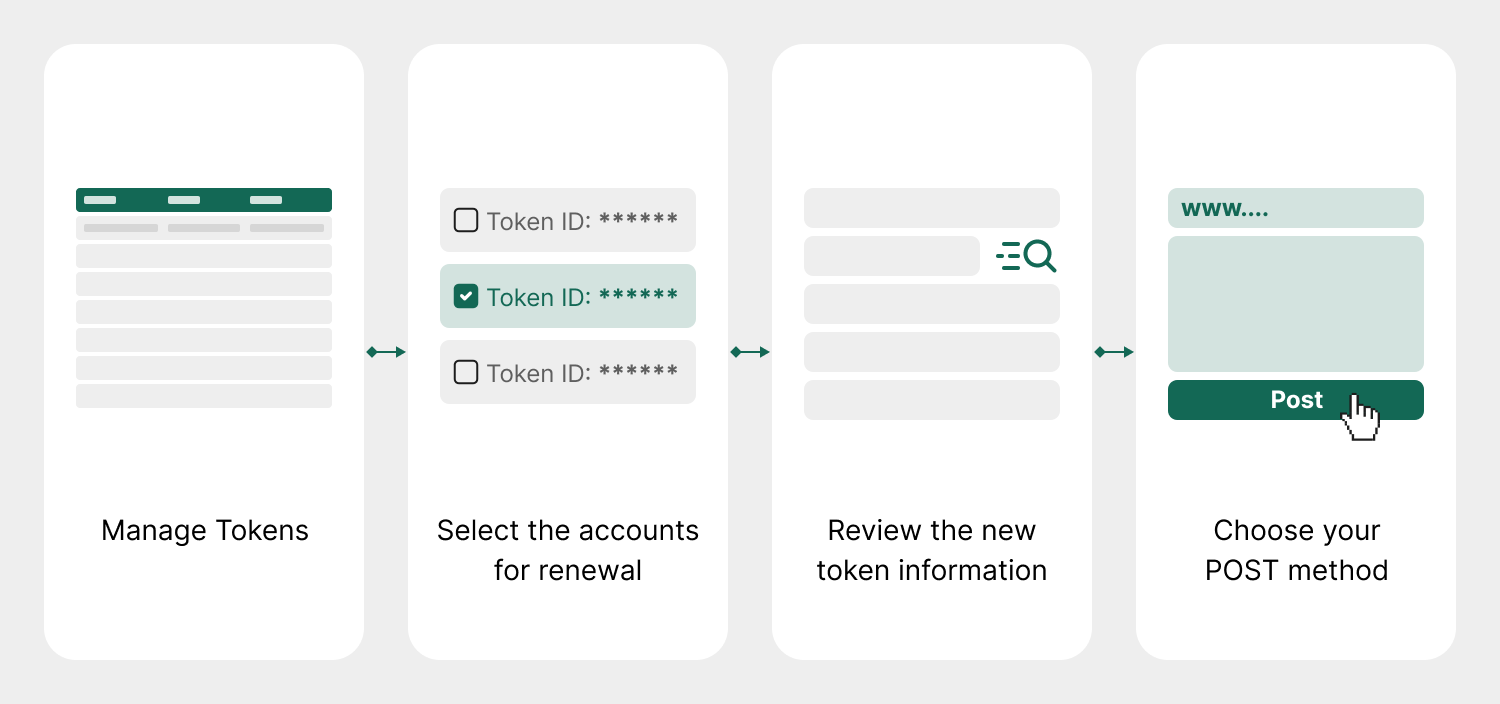 Token ID: ******
Token ID: ******
Token ID: ******
www....
Post
Manage Tokens
Select the accounts
for renewal
Review the new
token information
Choose your
POST method